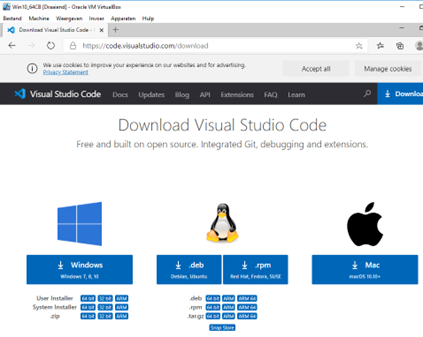 Win10_64GB [Draaiend] - Oracle VM VirtualBox
Bestand Machine Weergeven Invoer Apparaten Hulp
Download Visual Studio Code -
https://code.visualstudio.com/download
We use cookies to improve your experience on our websites and for advertising.
Privacy Statement
Accept all
Manage cookies
Visual Studio Code Docs Updates Blog API Extensions FAQ Learn Downloa
Download Visual Studio Code
Free and built on open source. Integrated Git, debugging and extensions.
Windows
Windows 7, 8, 10
.deb
Debian, Ubuntu
.rpm
Red Hat, Fedora, SUSE
Mac
macOS 10.10+
User Installer 64 bit 32 bit ARM
System Installer 64 bit 32 bit ARM
.zip 64 bit 32 bit ARM
.deb 64 bit ARM ARM 64
.rpm 64 bit ARM ARM 64
.tar.gz 64 bit ARM ARM 64
Snap Store